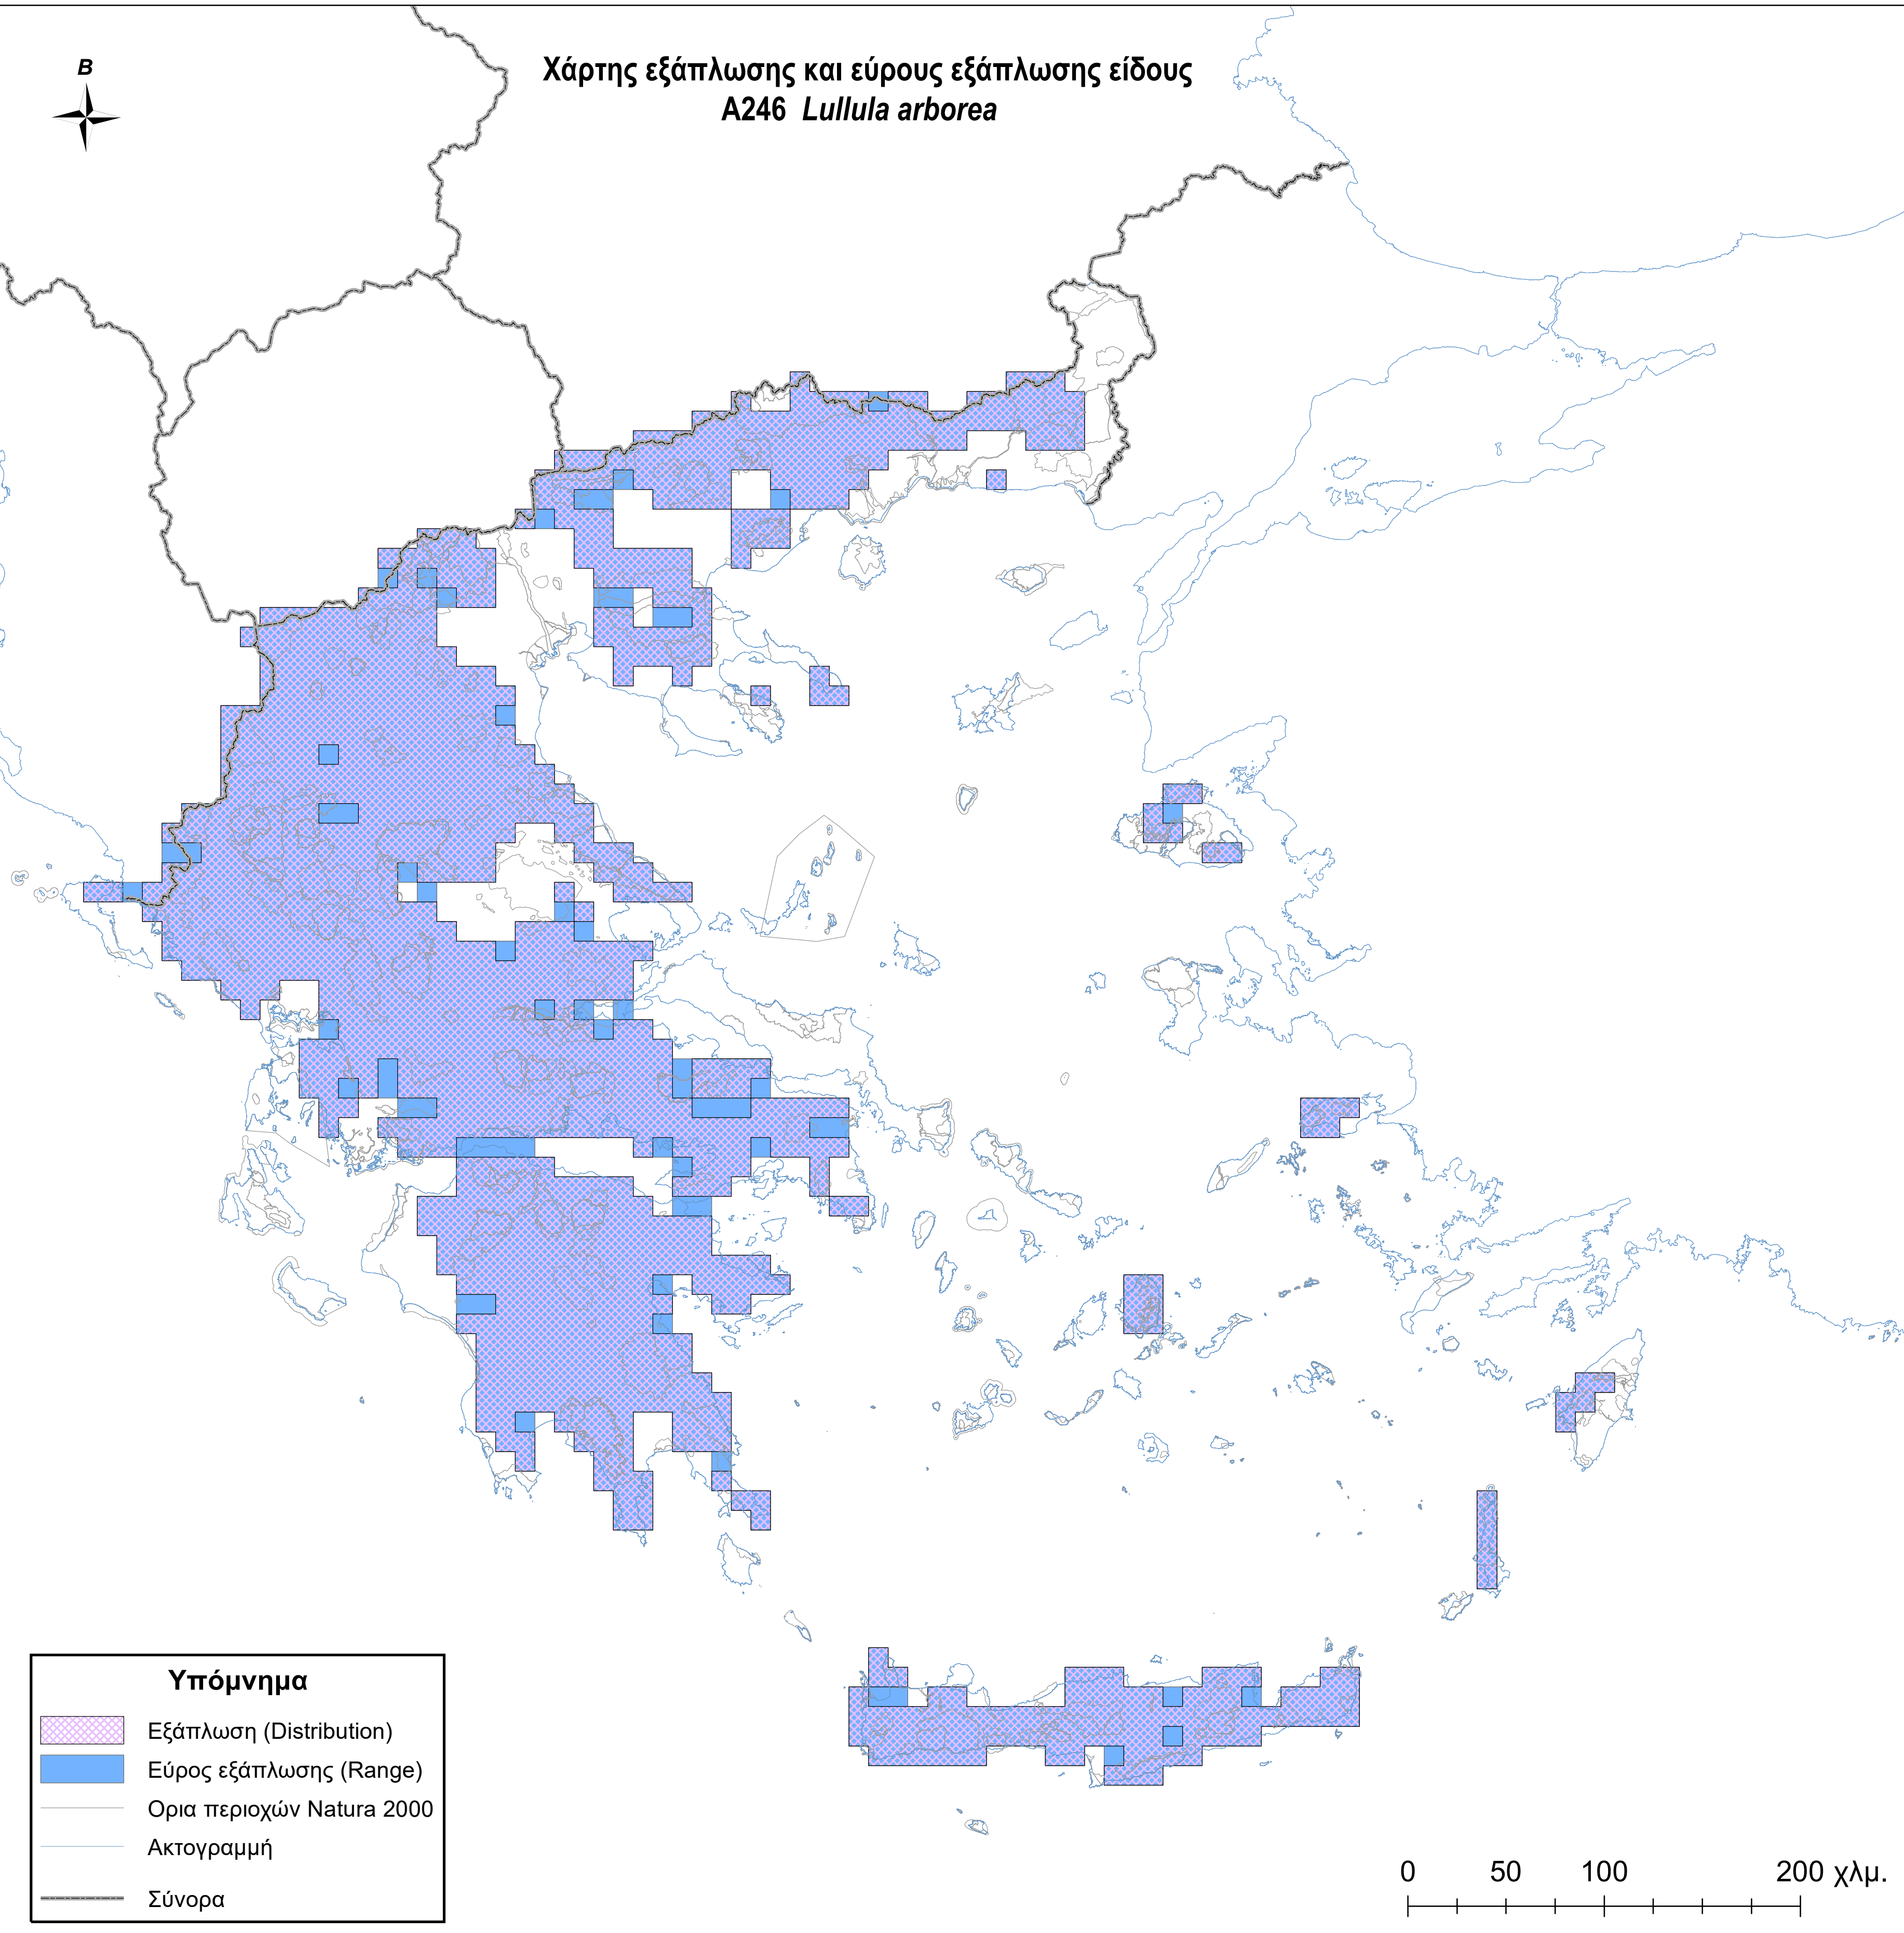 B
Χάρτης εξάπλωσης και εύρους εξάπλωσης είδους
A246 Lullula arborea
Υπόμνημα
Εξάπλωση (Distribution)
Εύρος εξάπλωσης (Range)
Ορια περιοχών Natura 2000
Ακτογραμμή
Σύνορα
0 50 100 200 χλμ.